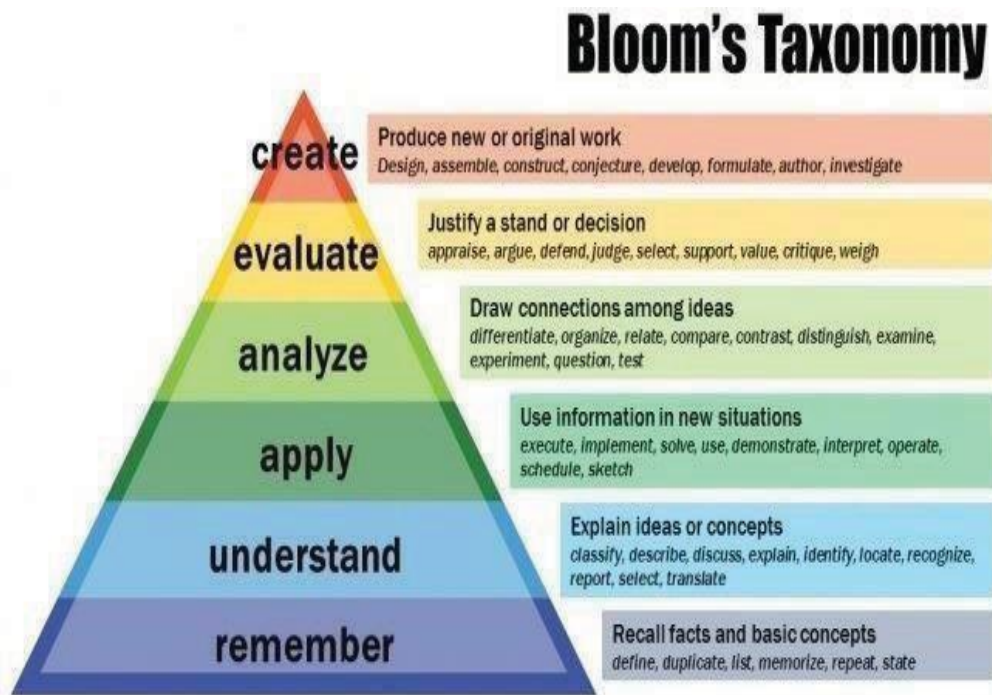 Bloom's Taxonomy
create
Produce new or original work
Design, assemble, construct, conjecture, develop, formulate, author, investigate
evaluate
Justify a stand or decision
appraise, argue, defend, judge, select, support, value, critique, weigh
analyze
Draw connections among ideas
differentiate, organize, relate, compare, contrast, distinguish, examine,
experiment, question, test
apply
Use information in new situations
execute, implement, solve, use, demonstrate, interpret, operate,
schedule, sketch
understand
Explain ideas or concepts
classify, describe, discuss, explain, identify, locate, recognize,
report, select, translate
remember
Recall facts and basic concepts
define, duplicate, list, memorize, repeat, state